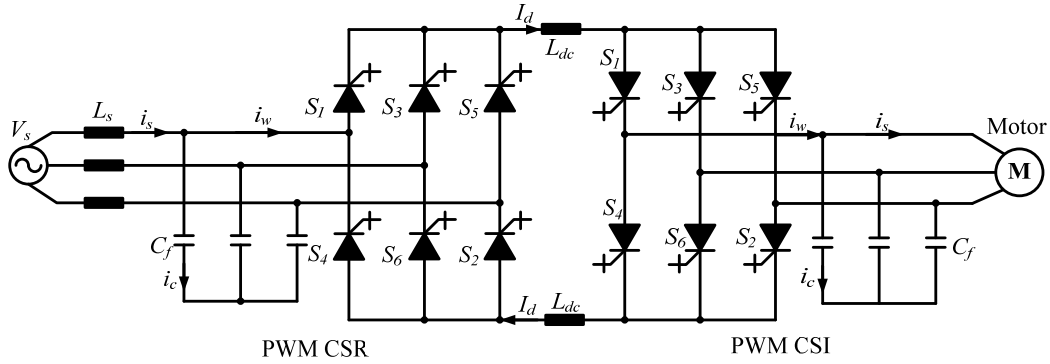 I_d
L_dc
S_1
S_3
S_5
S_1
S_3
S_5
V_s
L_s
i_s
i_w
i_w
i_s
Motor
M
C_f
i_c
S_4
S_6
S_2
S_4
S_6
S_2
C_f
i_c
I_d
L_dc
PWM CSR
PWM CSI